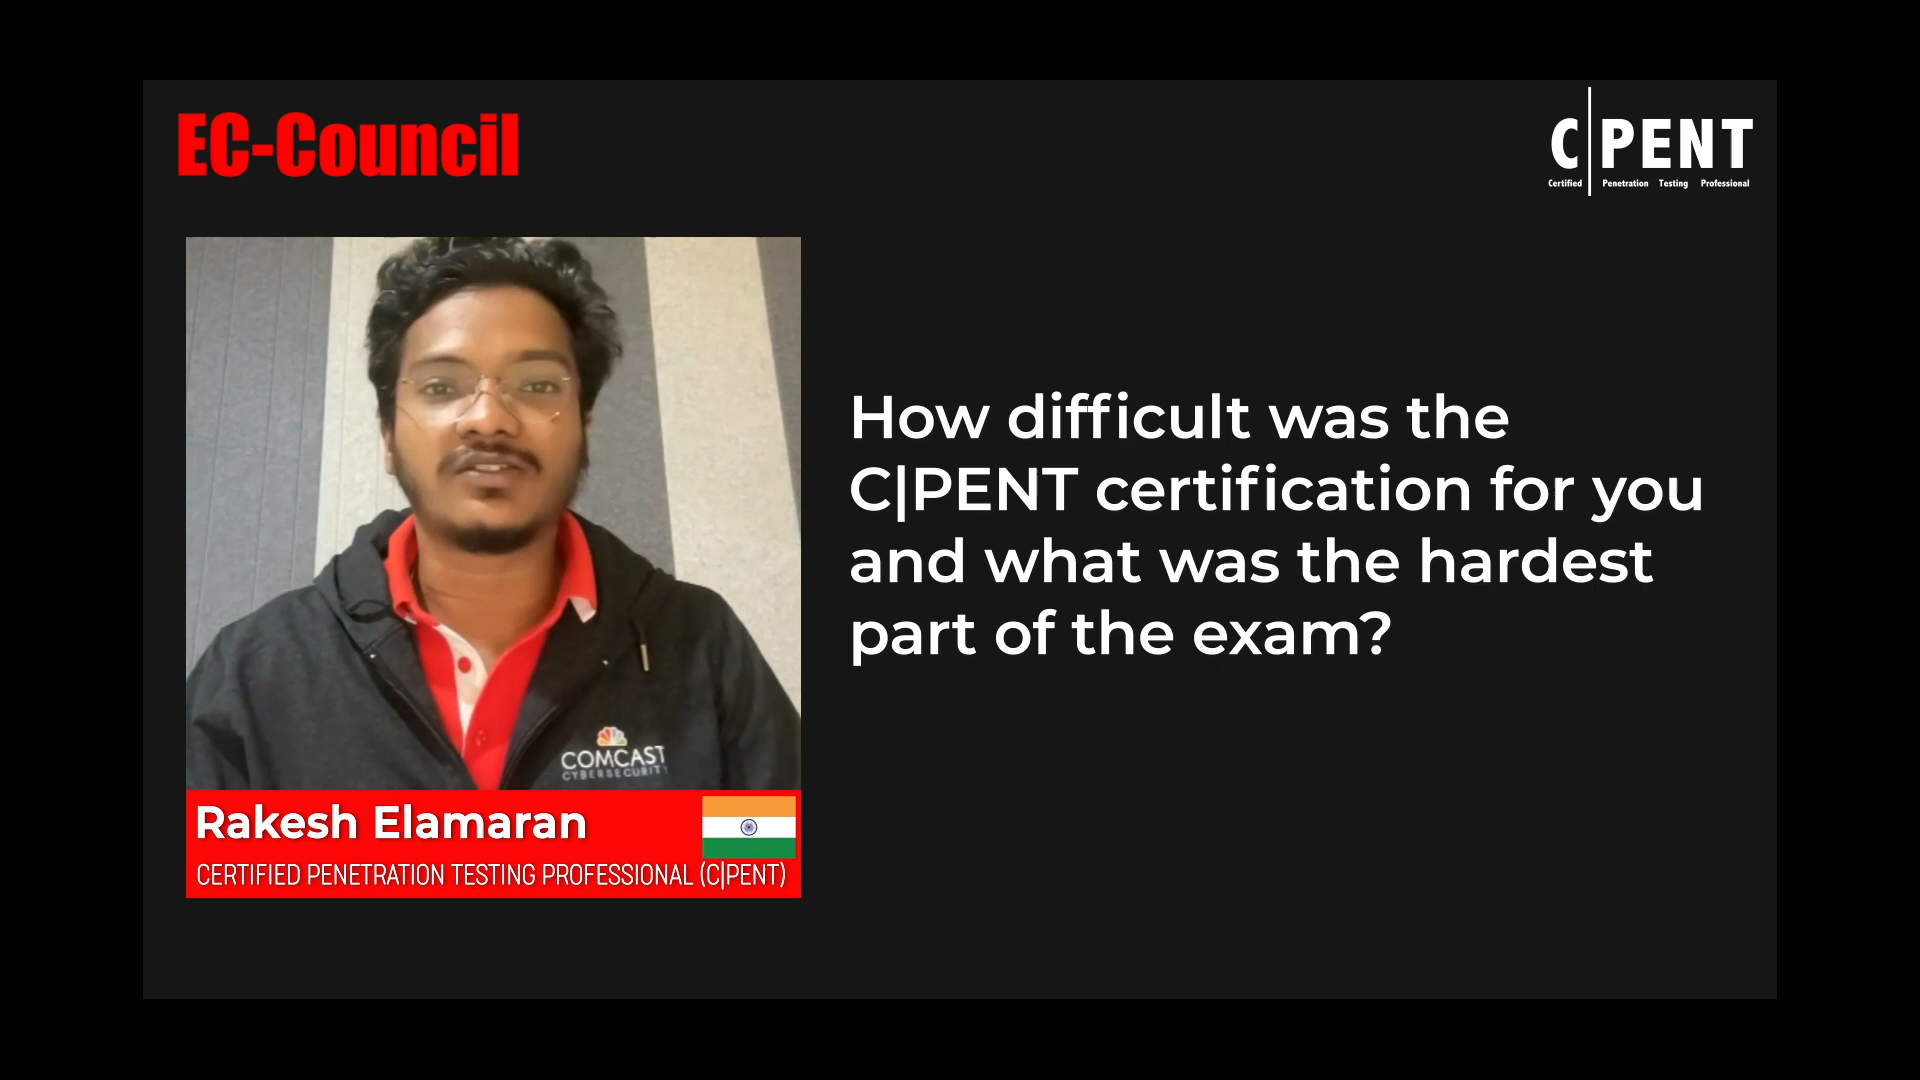 EC-Council
C|PENT
Certified Penetration Testing Professional
How difficult was the
C|PENT certification for you
and what was the hardest
part of the exam?
COMCAST
CYBERSECURITY
Rakesh Elamaran
CERTIFIED PENETRATION TESTING PROFESSIONAL (C|PENT)